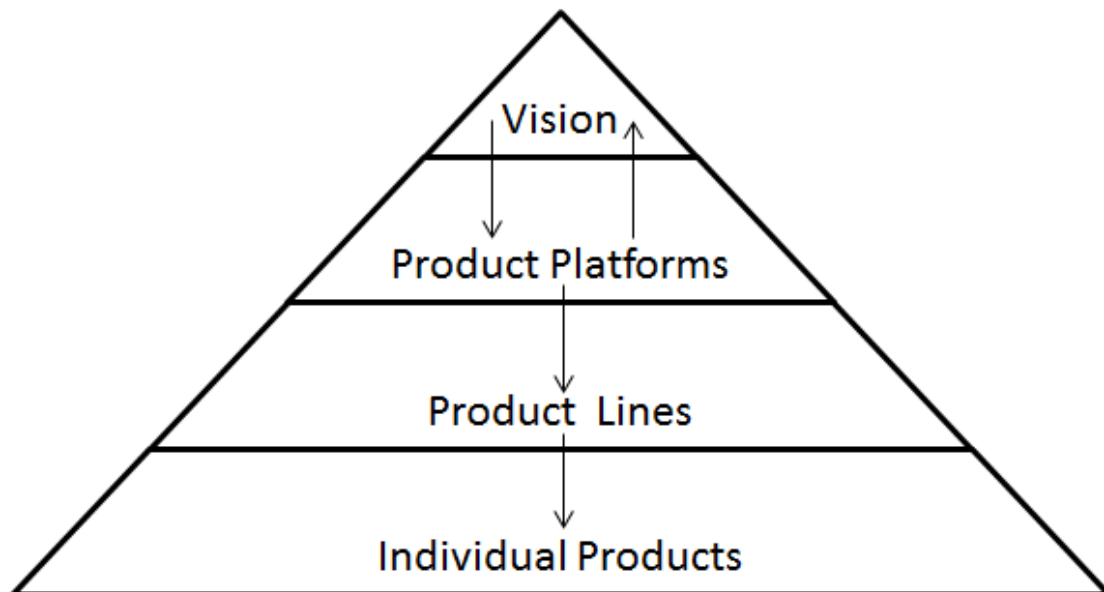 Vision
Product Platforms
Product Lines
Individual Products